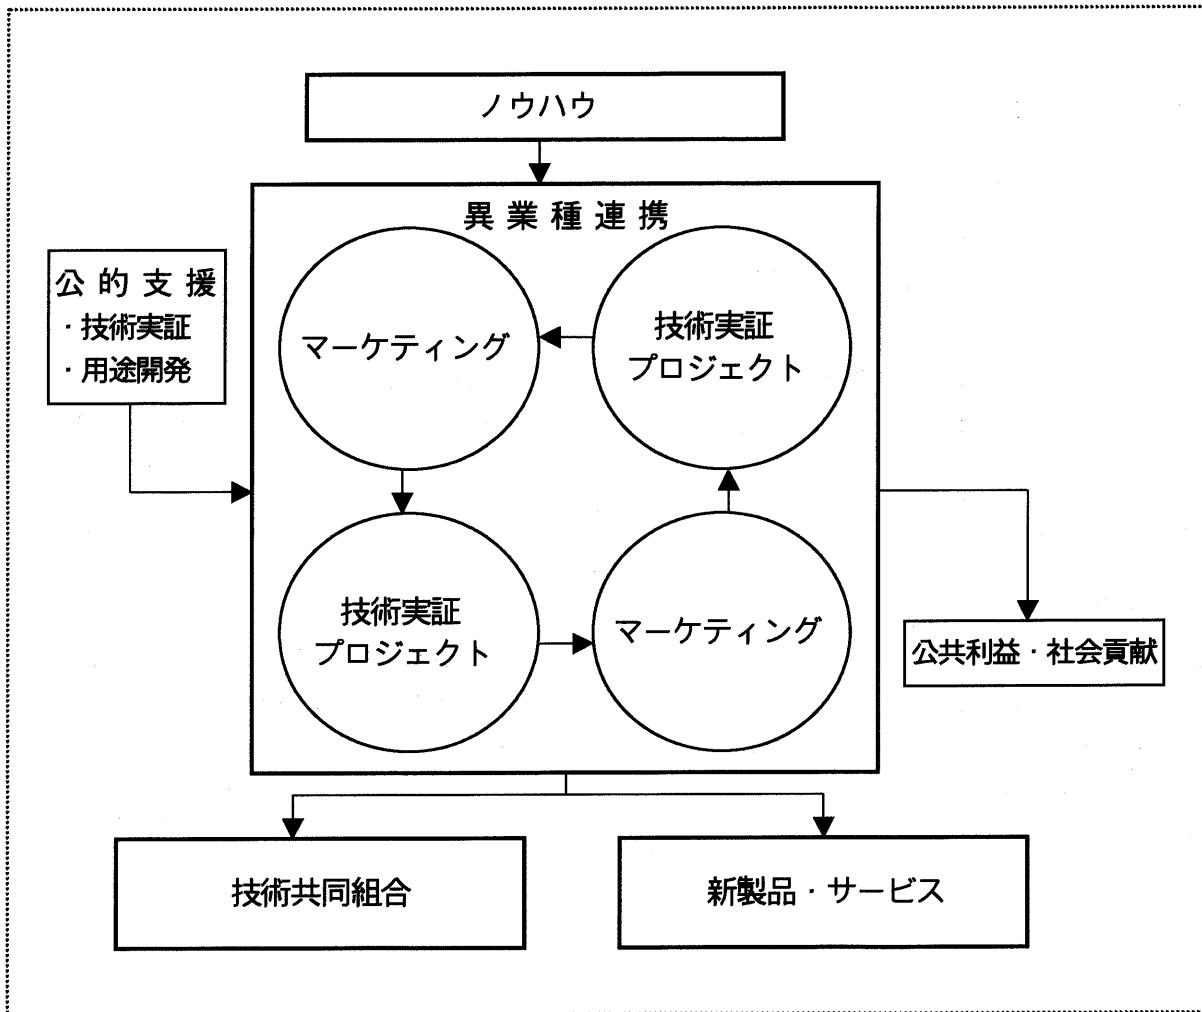 ノウハウ
異業種連携
公的支援
・技術実証
・用途開発
マーケティング
技術実証
プロジェクト
技術実証
プロジェクト
マーケティング
公共利益・社会貢献
技術共同組合
新製品・サービス